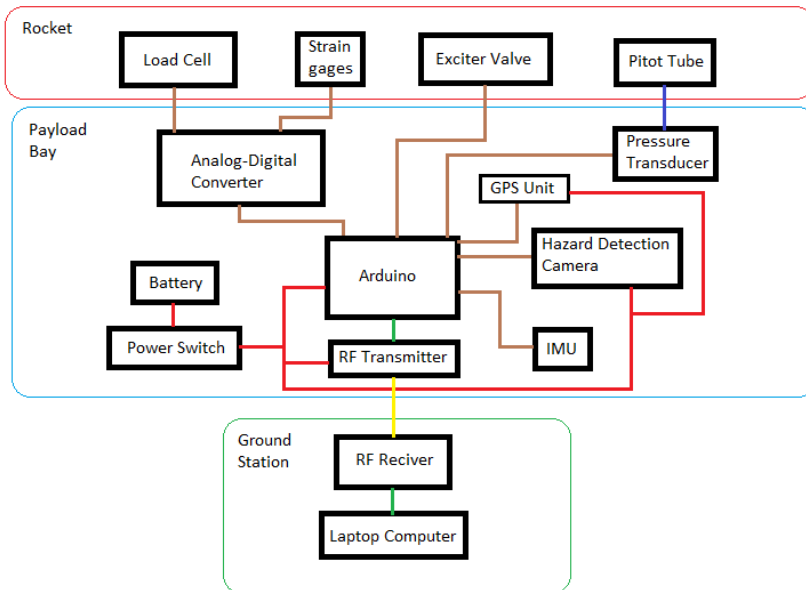 Rocket
Load Cell
Strain
gages
Exciter Valve
Pitot Tube
Payload
Bay
Analog-Digital
Converter
Pressure
Transducer
GPS Unit
Arduino
Hazard Detection
Camera
Battery
Power Switch
RF Transmitter
IMU
Ground
Station
RF Reciver
Laptop Computer